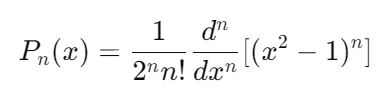 P_n(x) = \frac{1}{2^n n!} \frac{d^n}{dx^n} [(x^2 − 1)^n]